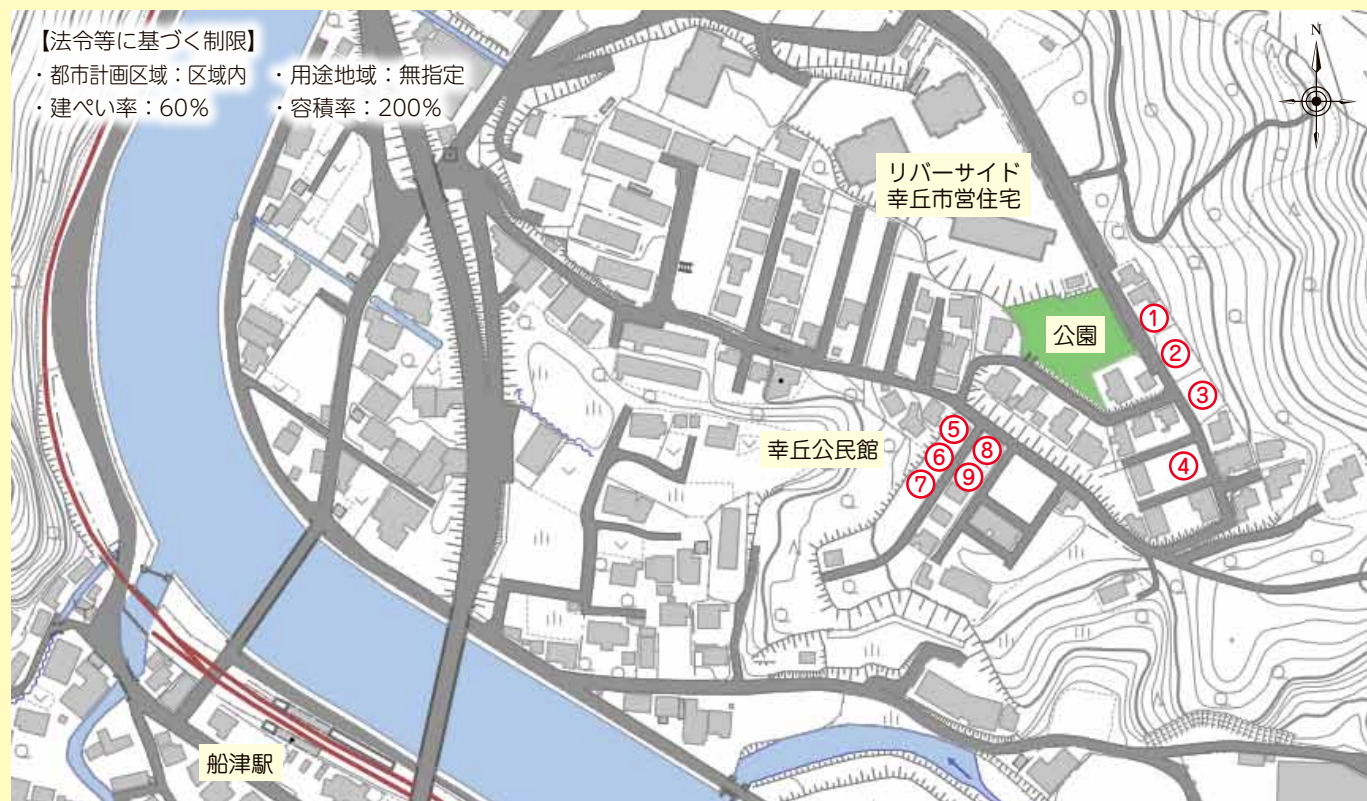 【法令等に基づく制限】
・都市計画区域：区域内　・用途地域：無指定
・建ぺい率：60%　・容積率：200%
N
リバーサイド
幸丘市営住宅
公園
①
②
③
④
幸丘公民館
⑤
⑥
⑦
⑧
⑨
船津駅